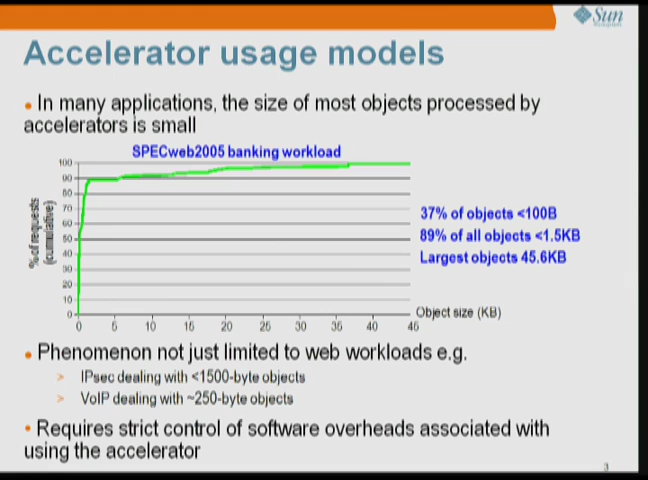 Sun
Accelerator usage models
• In many applications, the size of most objects processed by
accelerators is small
SPECweb2005 banking workload
% of requests
(cumulative)
100
90
80
70
60
50
40
30
20
10
0
0 5 10 15 20 25 30 35 40 45
Object size (KB)
37% of objects <100B
89% of all objects <1.5KB
Largest objects 45.6KB
• Phenomenon not just limited to web workloads e.g.
> IPsec dealing with <1500-byte objects
> VoIP dealing with ~250-byte objects
• Requires strict control of software overheads associated with
using the accelerator
3